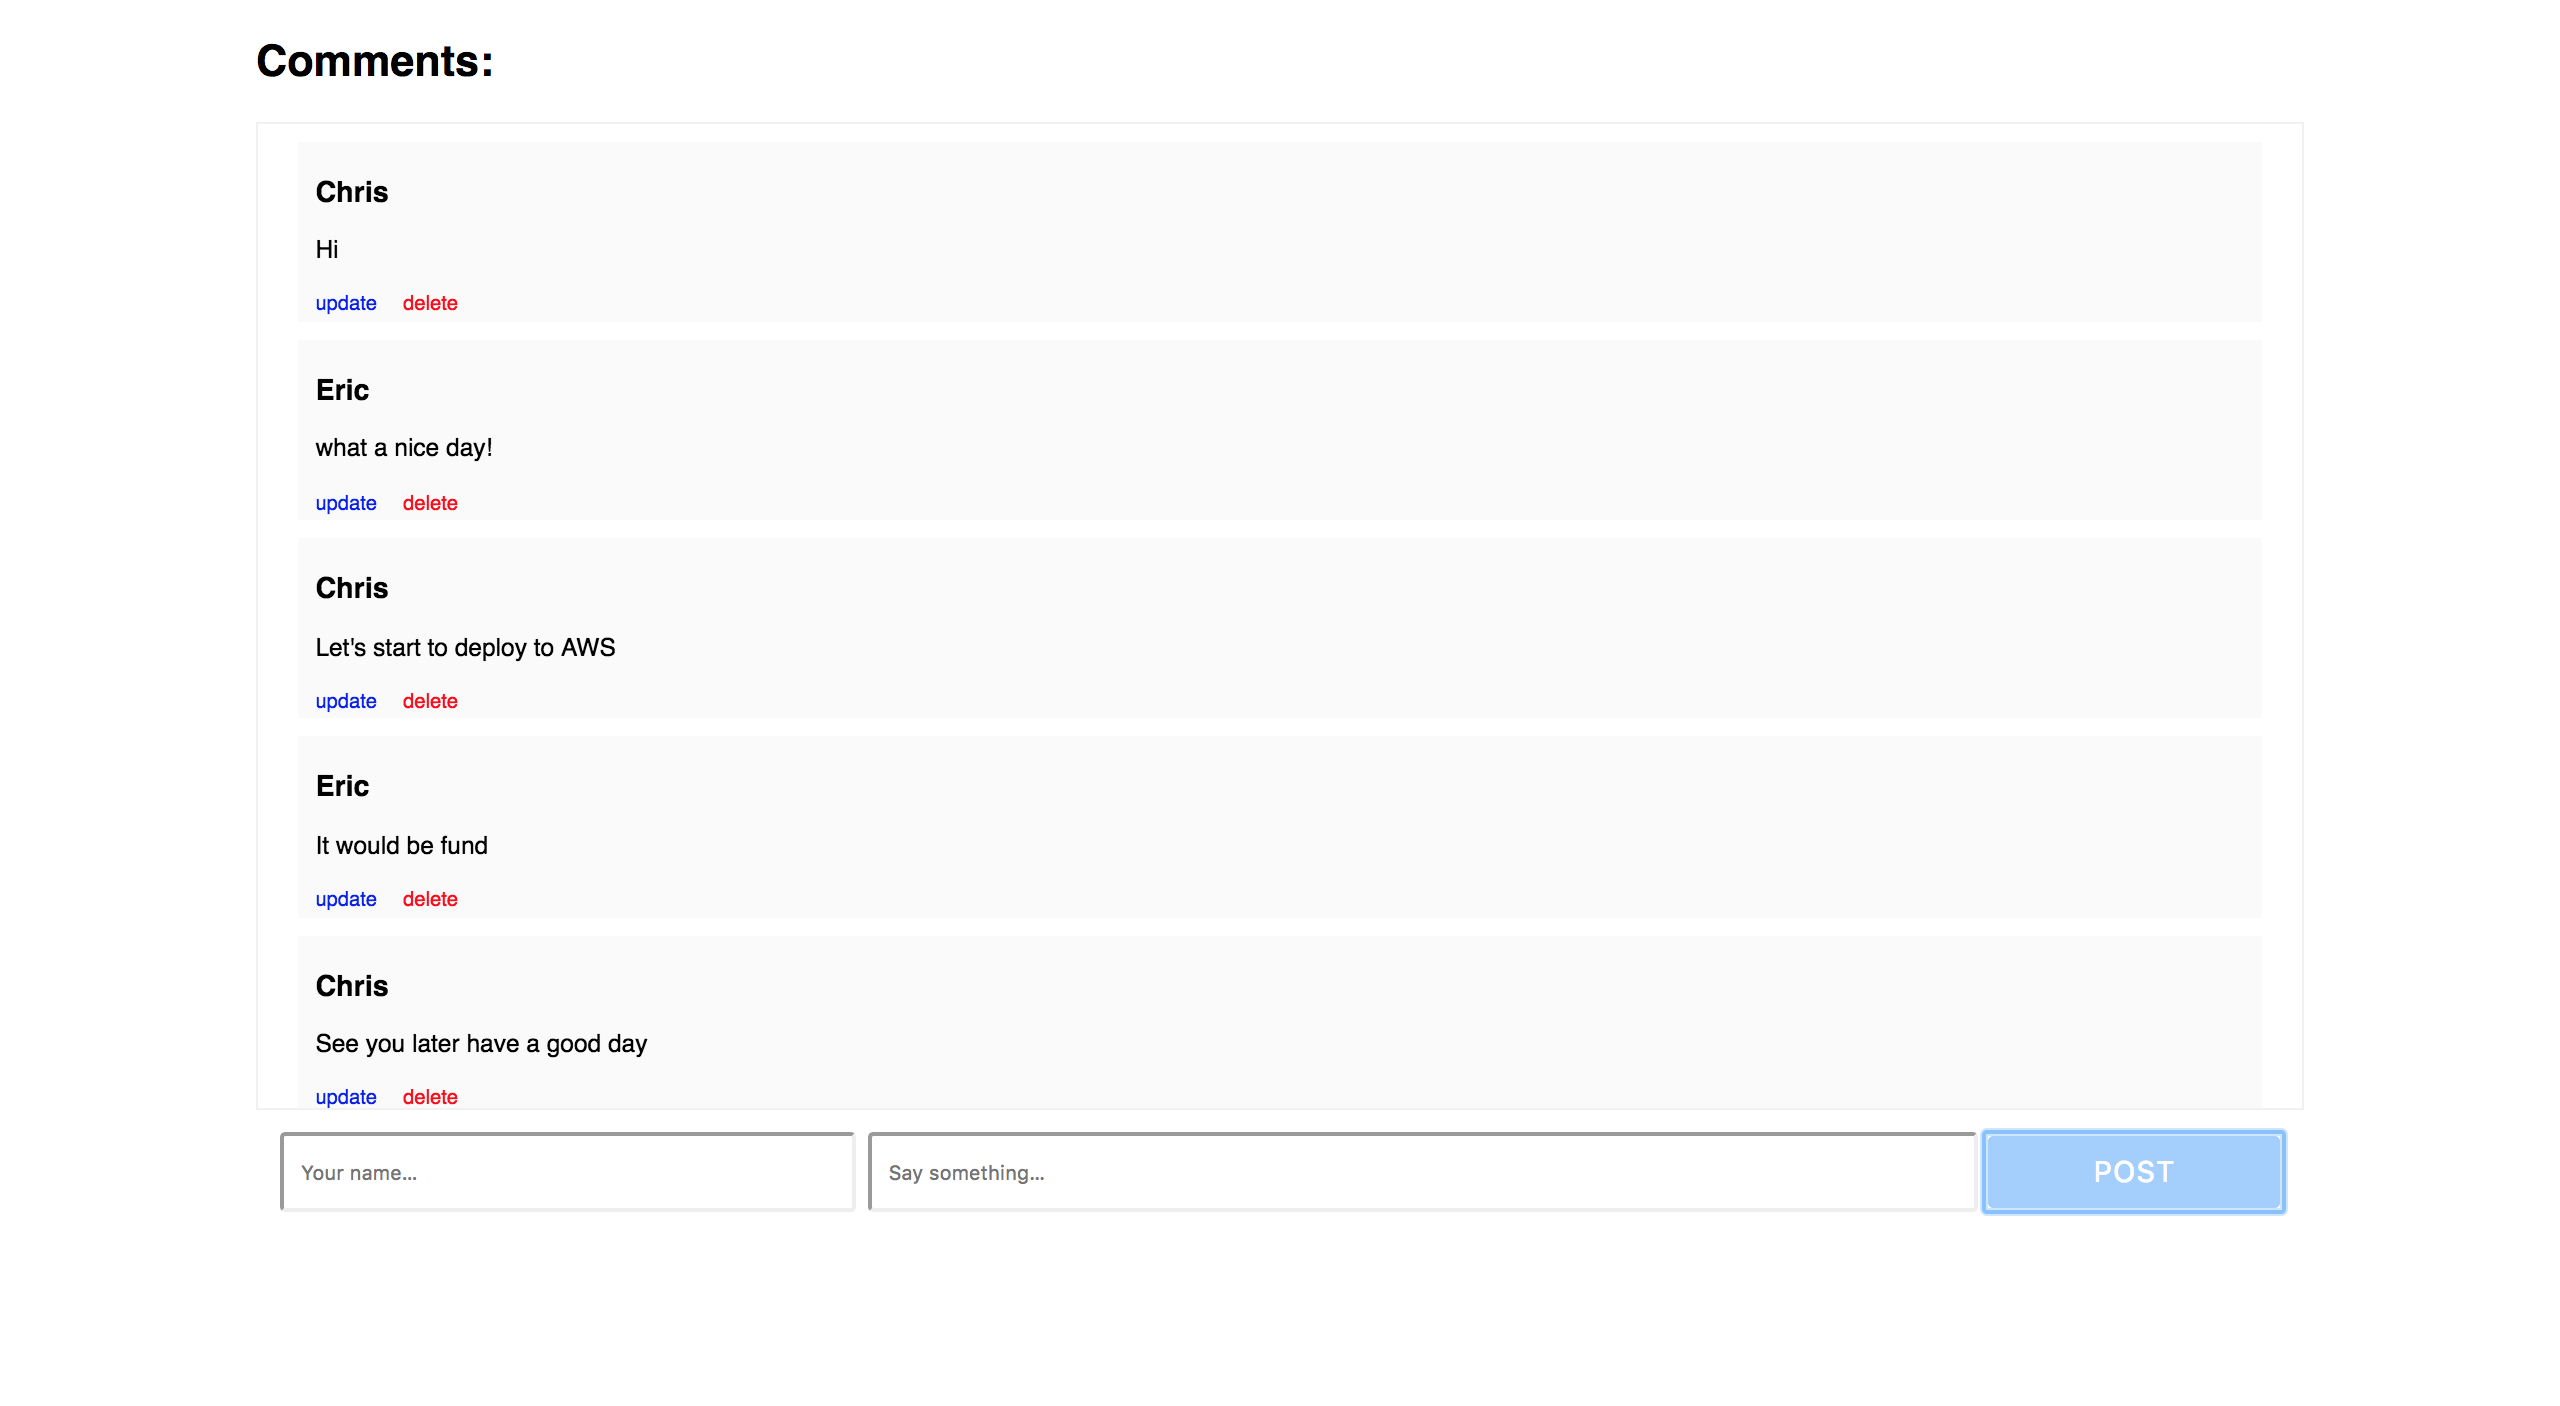 Comments:
Chris
Hi
update delete
Eric
what a nice day!
update delete
Chris
Let's start to deploy to AWS
update delete
Eric
It would be fund
update delete
Chris
See you later have a good day
update delete
Your name... Say something... POST